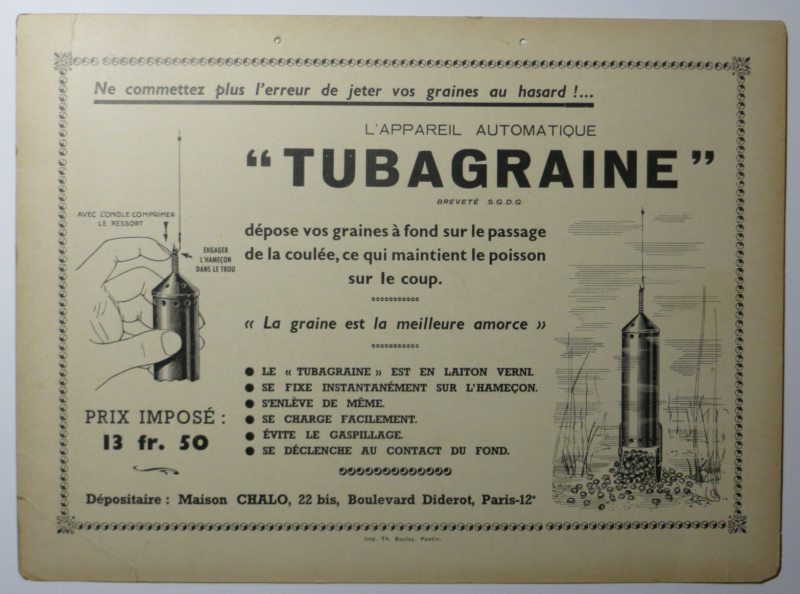 Ne commettez plus l'erreur de jeter vos graines au hasard !...
L'APPAREIL AUTOMATIQUE
“TUBAGRAINE”
BREVETÉ S.G.D.G.
AVEC L'ONGLE COMPRIMER
LE RESSORT
ENGAGER
L'HAMEÇON
DANS LE TROU
dépose vos graines à fond sur le passage
de la coulée, ce qui maintient le poisson
sur le coup.
« La graine est la meilleure amorce »
● LE « TUBAGRAINE » EST EN LAITON VERNI.
● SE FIXE INSTANTANÉMENT SUR L'HAMEÇON.
● S'ENLÈVE DE MÊME.
● SE CHARGE FACILEMENT.
● ÉVITE LE GASPILLAGE.
● SE DÉCLENCHE AU CONTACT DU FOND.
PRIX IMPOSÉ :
13 fr. 50
Dépositaire : Maison CHALO, 22 bis, Boulevard Diderot, Paris-12e
Imp. Th. Boulay, Pantin.